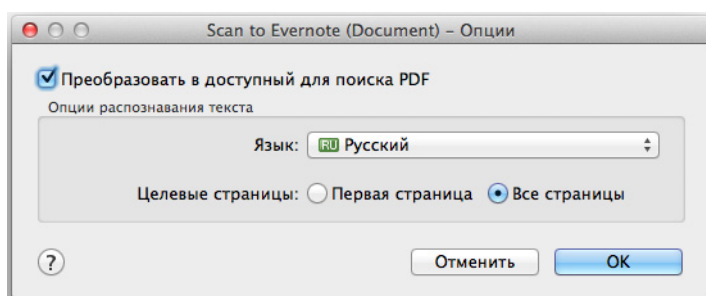 Scan to Evernote (Document) – Опции
Преобразовать в доступный для поиска PDF
Опции распознавания текста
Язык: RU Русский
Целевые страницы: Первая страница Все страницы
? Отменить OK